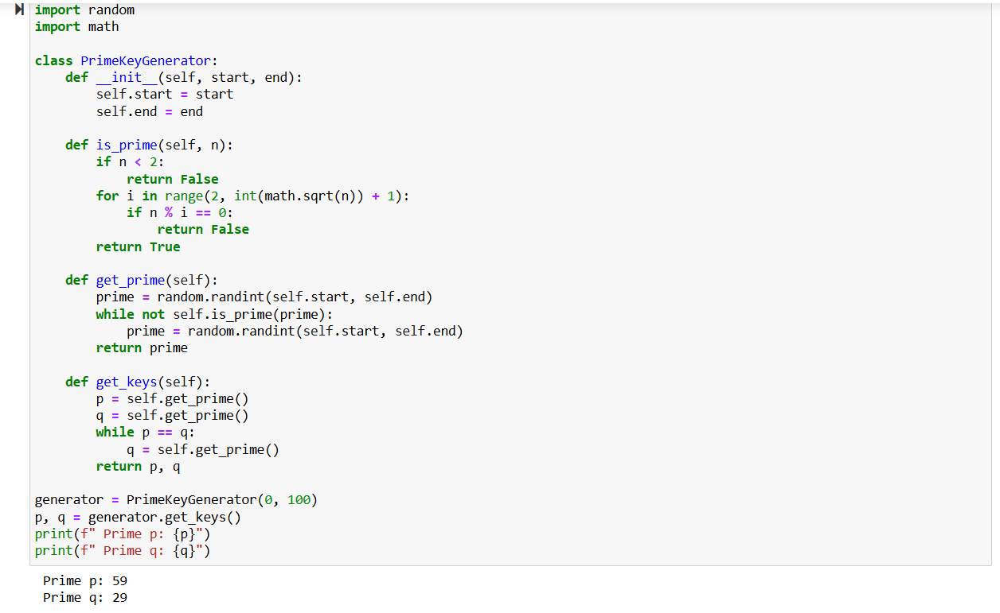 import random
import math

class PrimeKeyGenerator:
    def __init__(self, start, end):
        self.start = start
        self.end = end

    def is_prime(self, n):
        if n < 2:
            return False
        for i in range(2, int(math.sqrt(n)) + 1):
            if n % i == 0:
                return False
        return True

    def get_prime(self):
        prime = random.randint(self.start, self.end)
        while not self.is_prime(prime):
            prime = random.randint(self.start, self.end)
        return prime

    def get_keys(self):
        p = self.get_prime()
        q = self.get_prime()
        while p == q:
            q = self.get_prime()
        return p, q

generator = PrimeKeyGenerator(0, 100)
p, q = generator.get_keys()
print(f" Prime p: {p}")
print(f" Prime q: {q}")

 Prime p: 59
 Prime q: 29